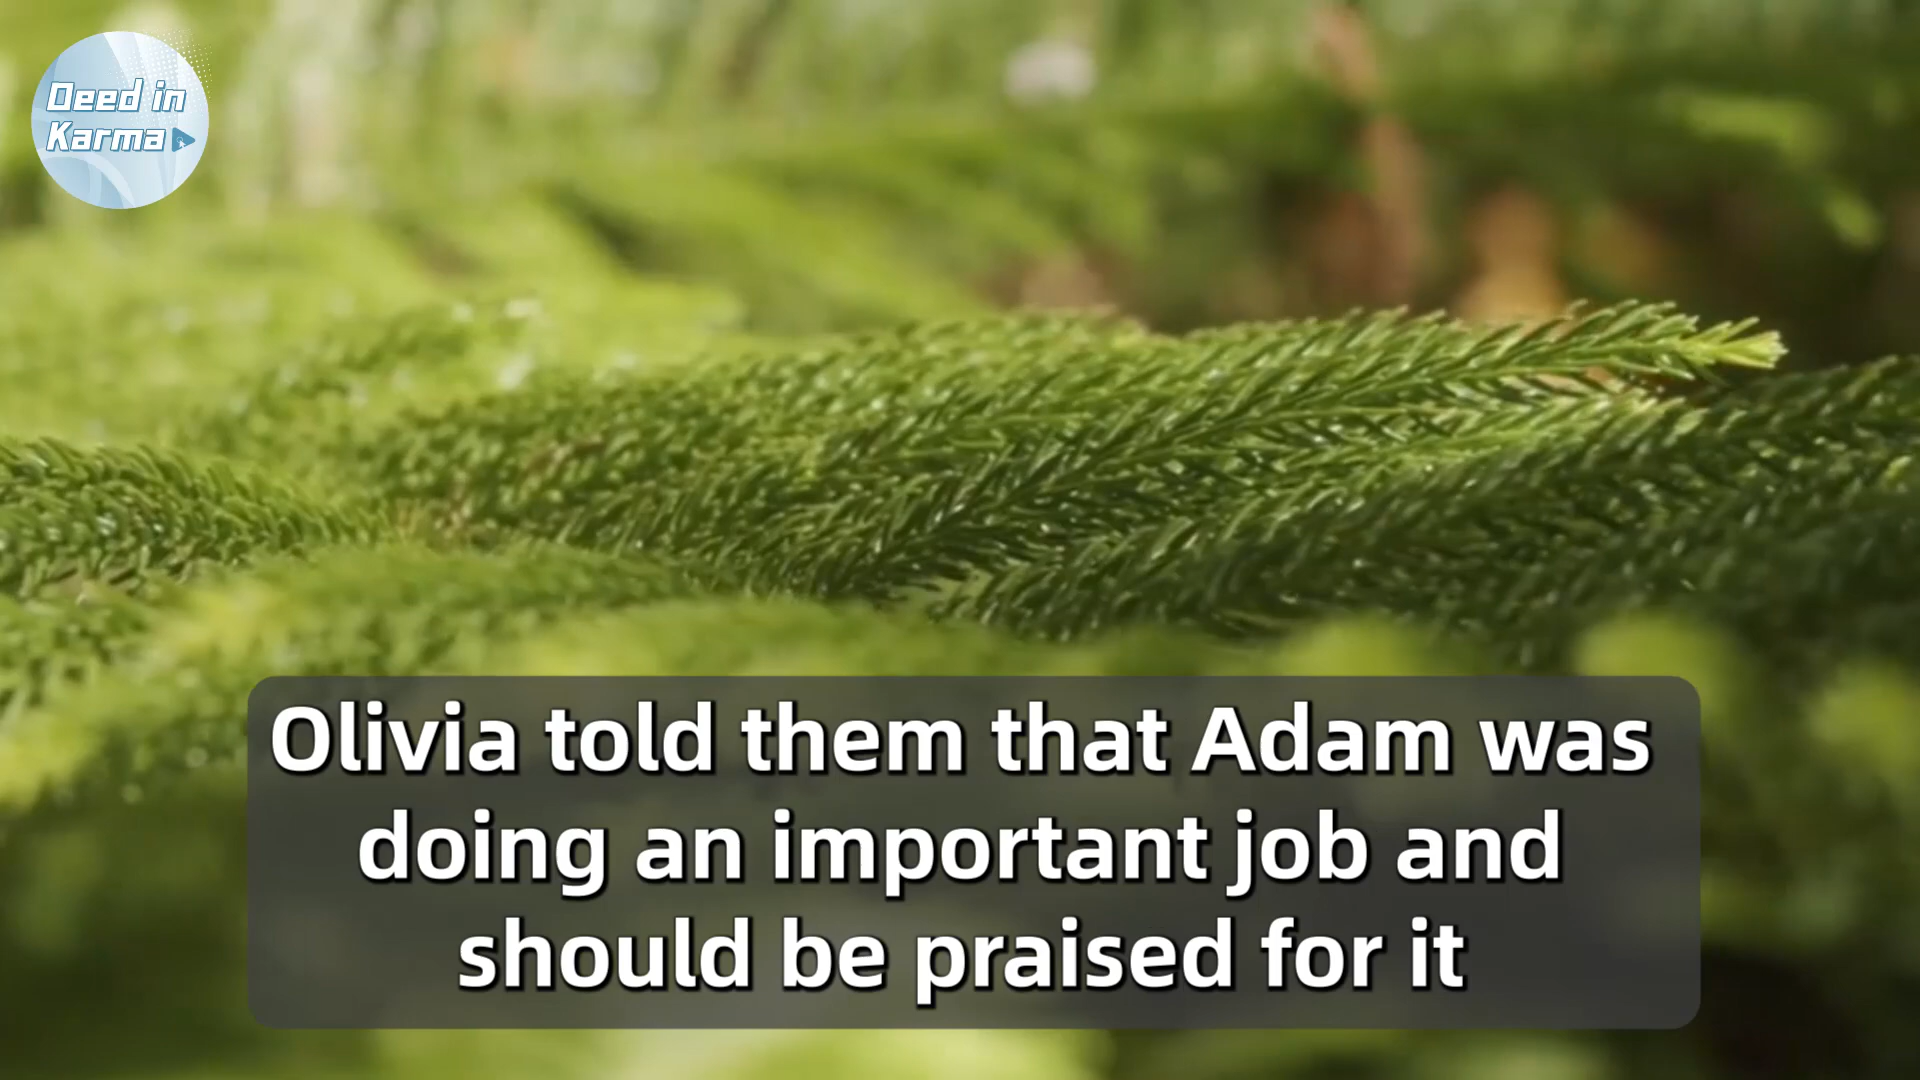 Deed in
Karma
Olivia told them that Adam was
doing an important job and
should be praised for it